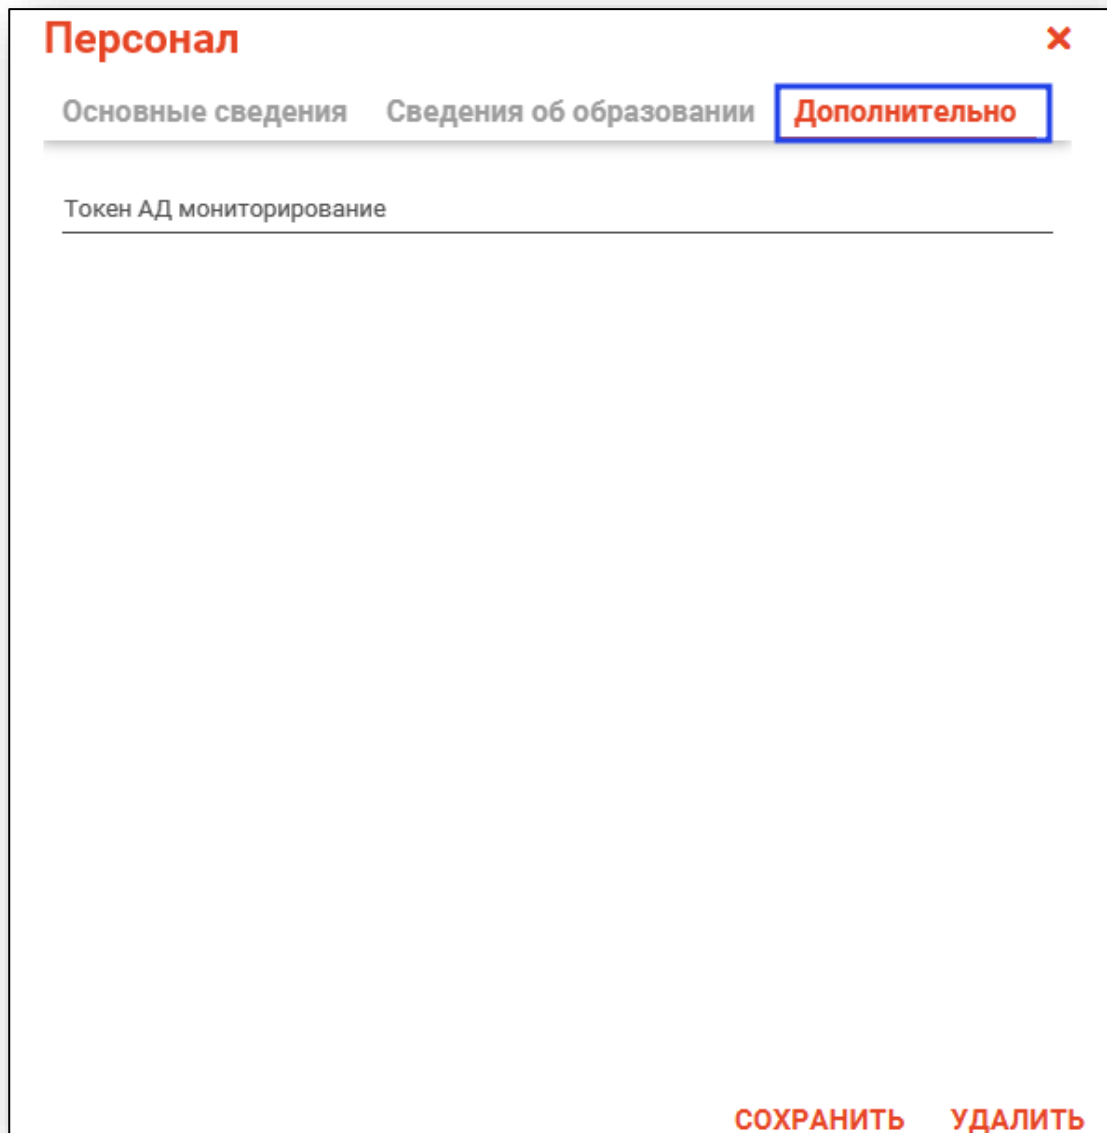 Персонал
Основные сведения Сведения об образовании Дополнительно
Токен АД мониторирование
СОХРАНИТЬ УДАЛИТЬ